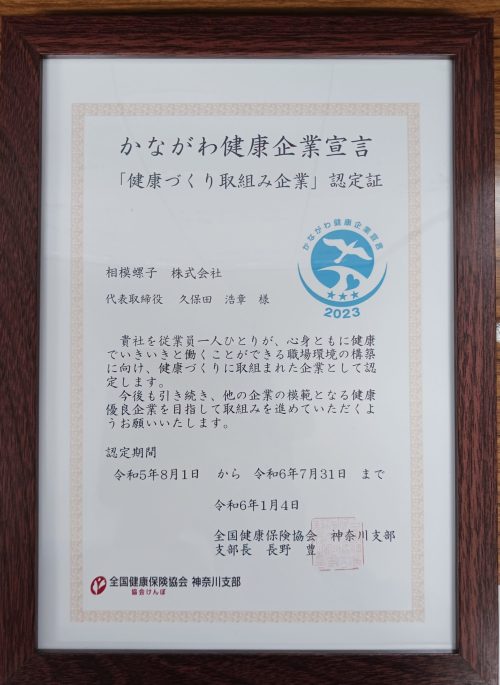 かながわ健康企業宣言
「健康づくり取組み企業」認定証
かながわ健康企業宣言
2023
相模螺子　株式会社
代表取締役　久保田　浩章　様
貴社を従業員一人ひとりが、心身ともに健康
でいきいきと働くことができる職場環境の構築
に向け、健康づくりに取組まれた企業として認
定します。
今後も引き続き、他の企業の模範となる健康
優良企業を目指して取組みを進めていただくよ
うお願いいたします。
認定期間
令和5年8月1日　から　令和6年7月31日　まで
令和6年1月4日
全国健康保険協会　神奈川支部
支部長　長野　豊
全国健康保険協会 神奈川支部
協会けんぽ